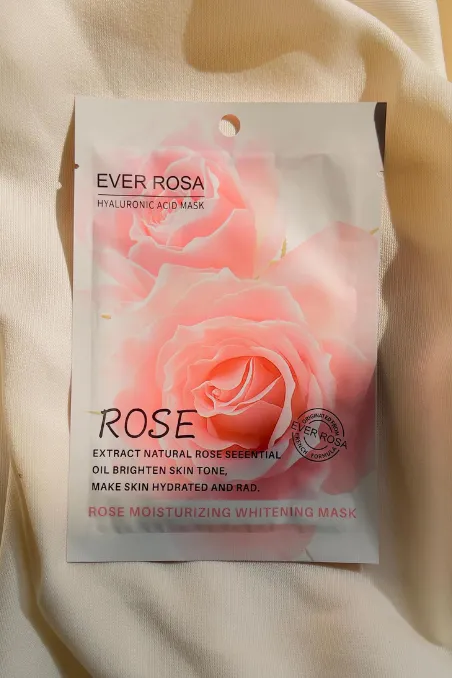 EVER ROSA
HYALURONIC ACID MASK
ROSE
EXTRACT NATURAL ROSE SEEENTIAL
OIL BRIGHTEN SKIN TONE,
MAKE SKIN HYDRATED AND RAD.
EVER ROSA
FORMULA
ROSE MOISTURIZING WHITENING MASK